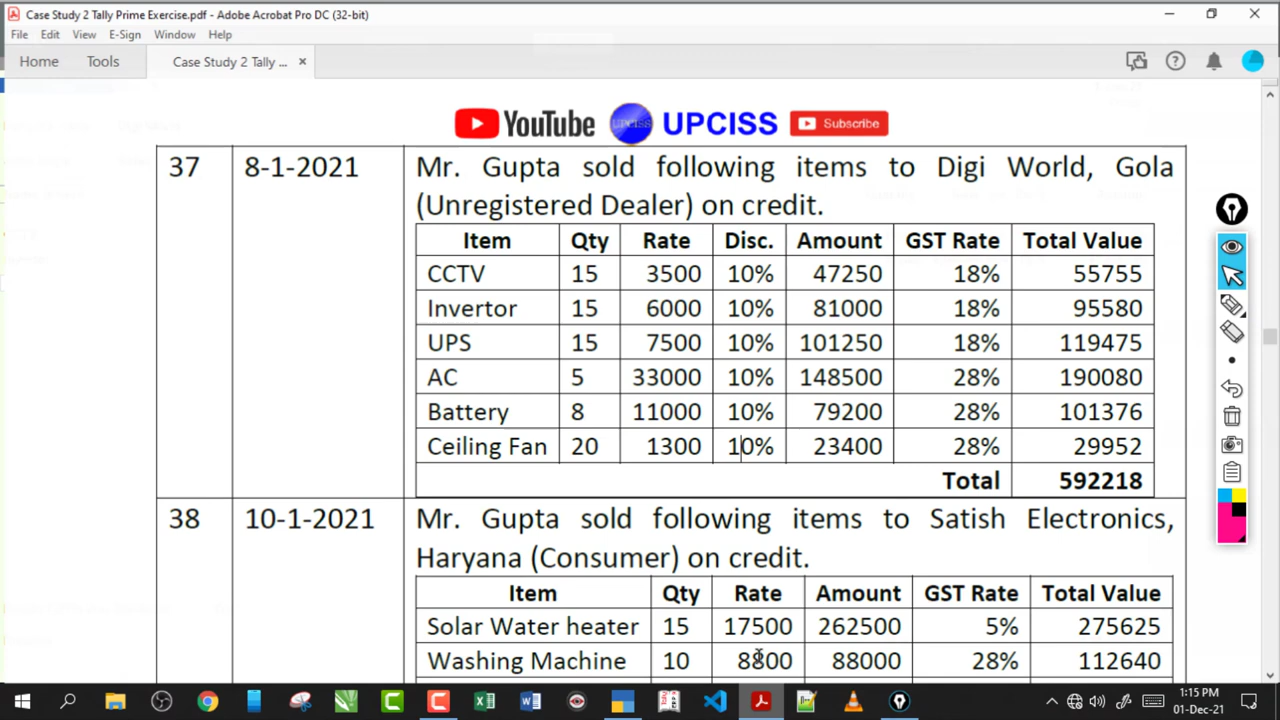 Case Study 2 Tally Prime Exercise.pdf - Adobe Acrobat Pro DC (32-bit)
File Edit View E-Sign Window Help
Home Tools Case Study 2 Tally ... ×
YouTube UPCISS UPCISS Subscribe
37 8-1-2021 Mr. Gupta sold following items to Digi World, Gola
(Unregistered Dealer) on credit.
Item Qty Rate Disc. Amount GST Rate Total Value
CCTV 15 3500 10% 47250 18% 55755
Invertor 15 6000 10% 81000 18% 95580
UPS 15 7500 10% 101250 18% 119475
AC 5 33000 10% 148500 28% 190080
Battery 8 11000 10% 79200 28% 101376
Ceiling Fan 20 1300 10% 23400 28% 29952
Total 592218
38 10-1-2021 Mr. Gupta sold following items to Satish Electronics,
Haryana (Consumer) on credit.
Item Qty Rate Amount GST Rate Total Value
Solar Water heater 15 17500 262500 5% 275625
Washing Machine 10 8800 88000 28% 112640
1:15 PM
01-Dec-21